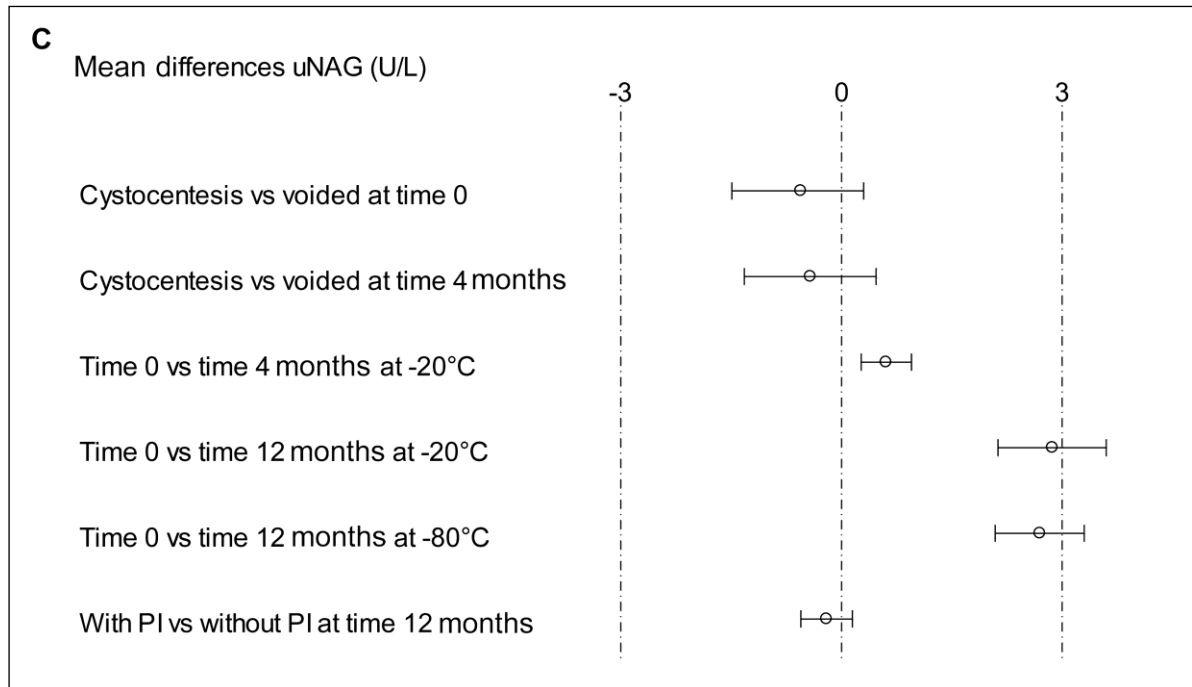 C
Mean differences uNAG (U/L)
-3 0 3
Cystocentesis vs voided at time 0
Cystocentesis vs voided at time 4 months
Time 0 vs time 4 months at -20°C
Time 0 vs time 12 months at -20°C
Time 0 vs time 12 months at -80°C
With PI vs without PI at time 12 months